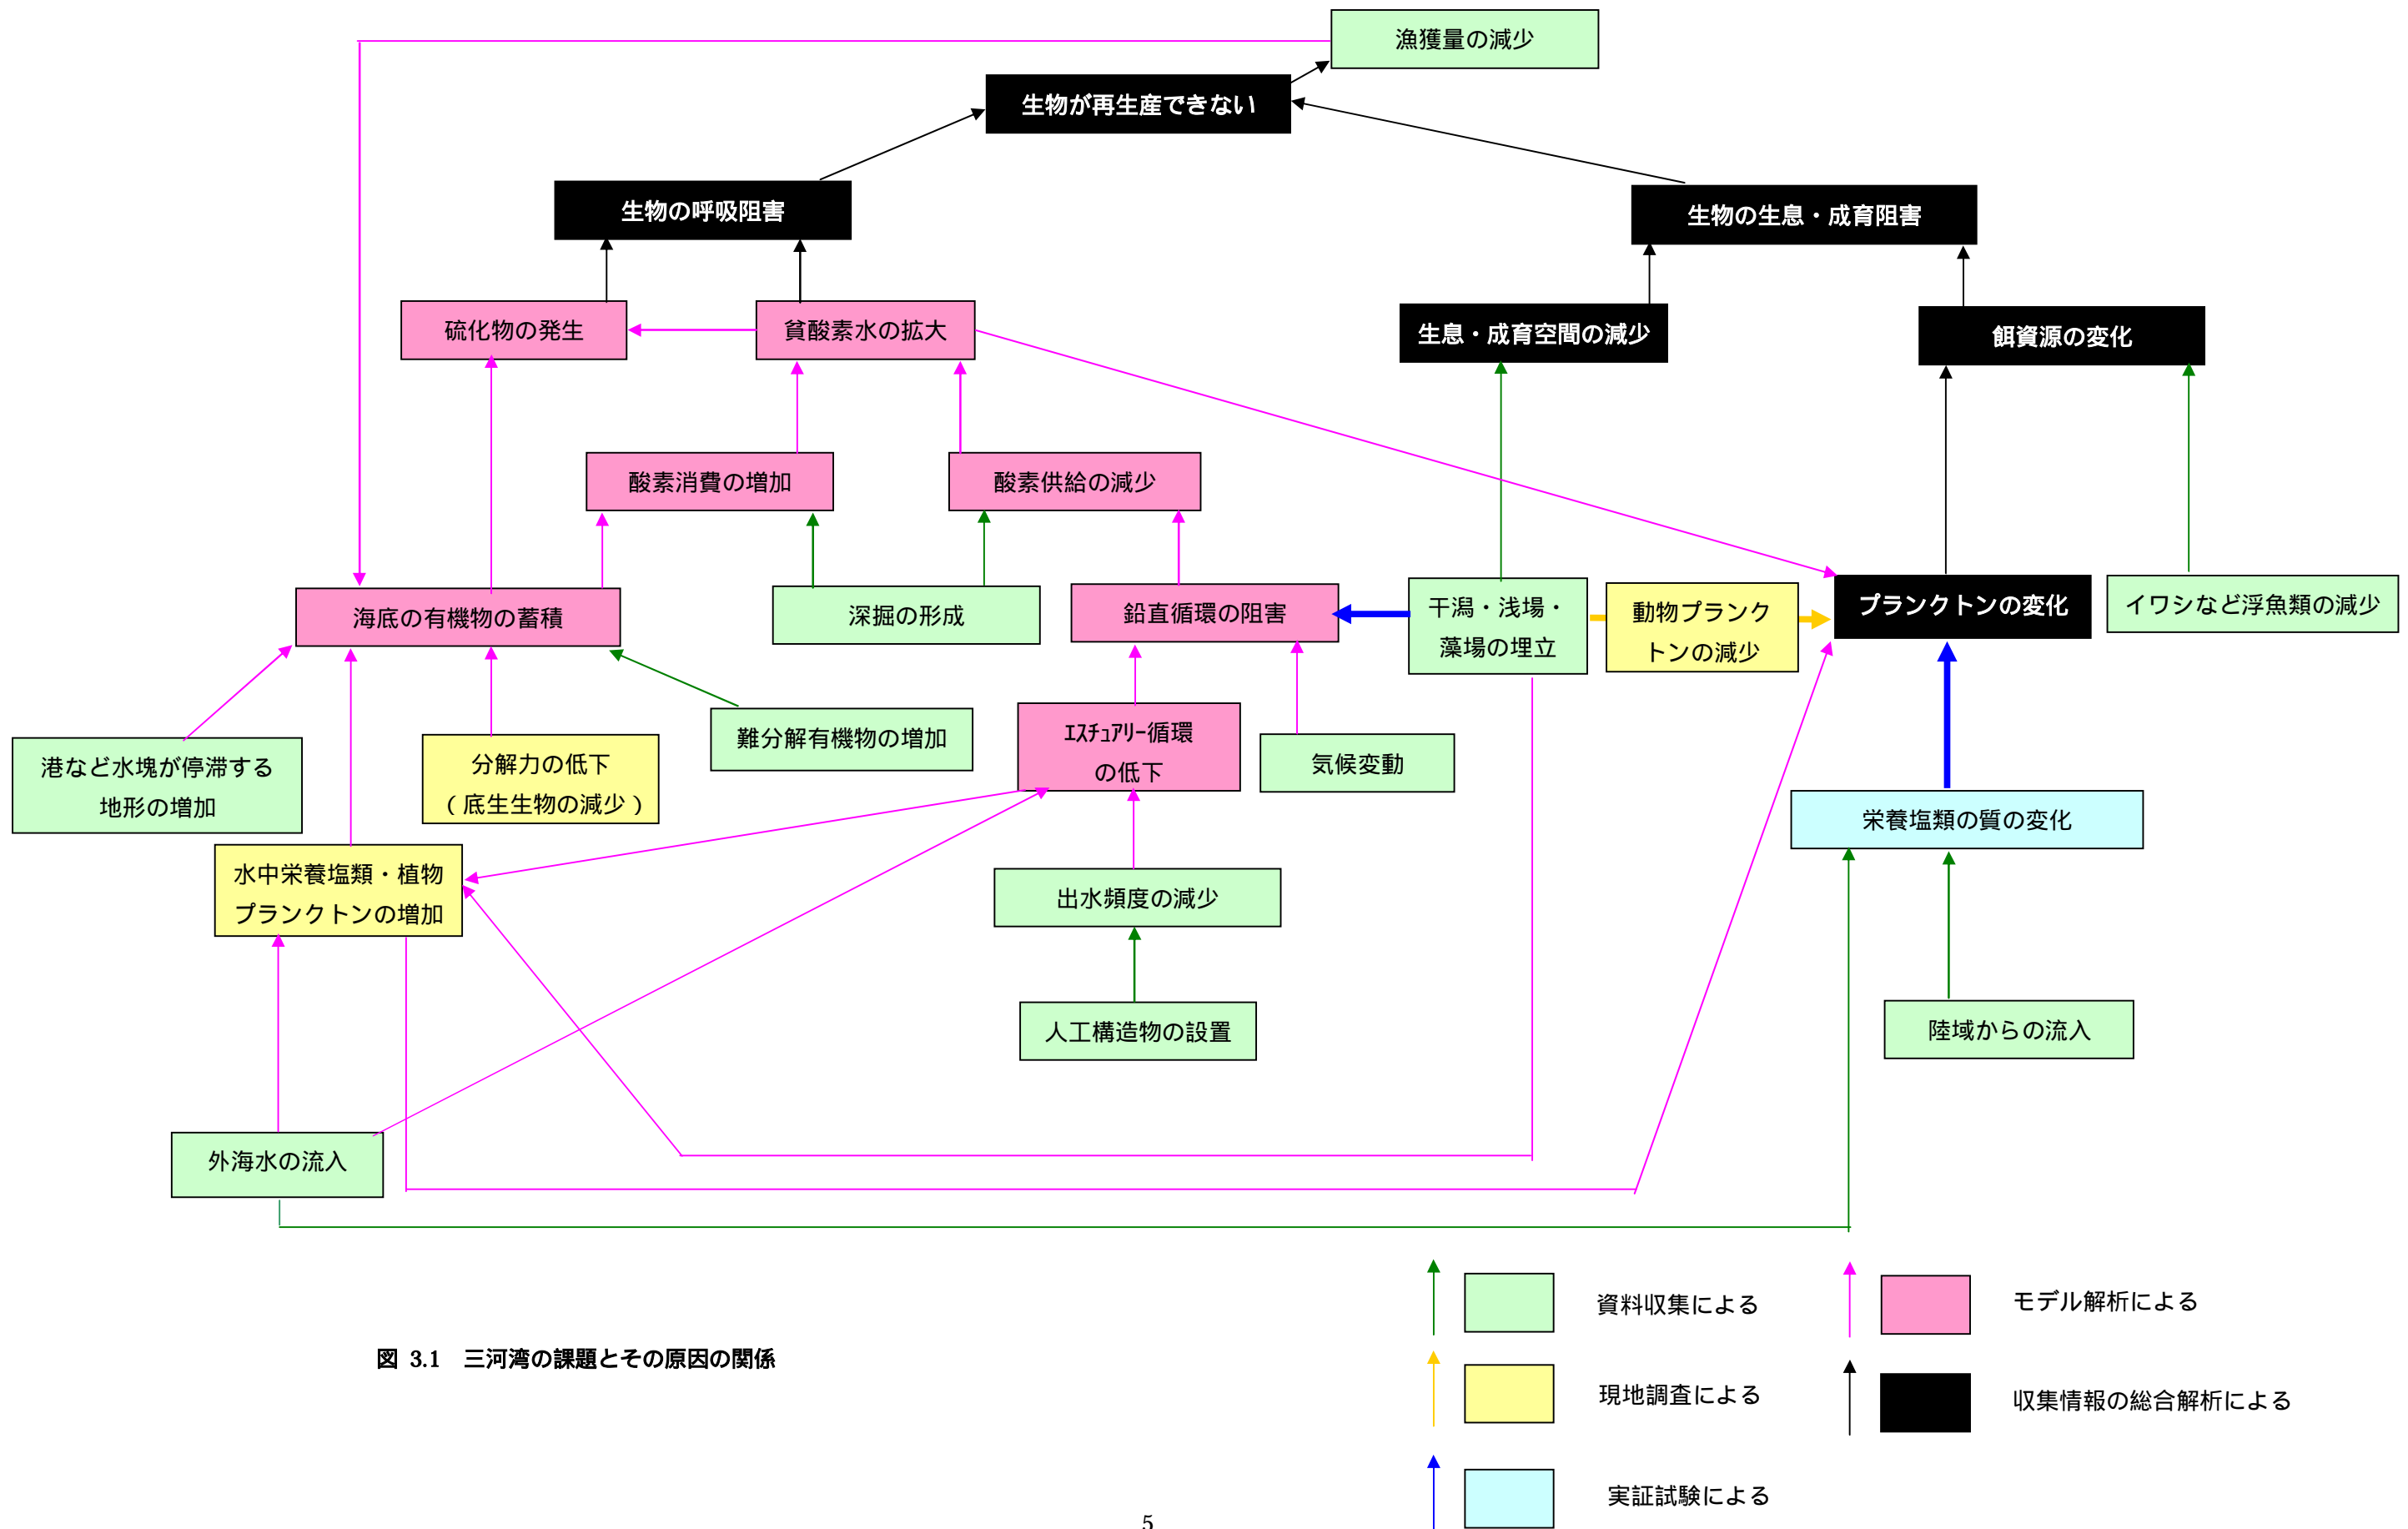 漁獲量の減少
生物が再生産できない
生物の呼吸阻害
生物の生息・成育阻害
硫化物の発生
貧酸素水の拡大
生息・成育空間の減少
餌資源の変化
酸素消費の増加
酸素供給の減少
海底の有機物の蓄積
深掘の形成
鉛直循環の阻害
干潟・浅場・
藻場の埋立
動物プランク
トンの減少
プランクトンの変化
イワシなど浮魚類の減少
港など水塊が停滞する
地形の増加
分解力の低下
(底生生物の減少)
難分解有機物の増加
ｴｽﾁｭｱﾘｰ循環
の低下
気候変動
栄養塩類の質の変化
水中栄養塩類・植物
プランクトンの増加
出水頻度の減少
人工構造物の設置
陸域からの流入
外海水の流入
資料収集による
モデル解析による
現地調査による
収集情報の総合解析による
実証試験による
図 3.1　三河湾の課題とその原因の関係
5